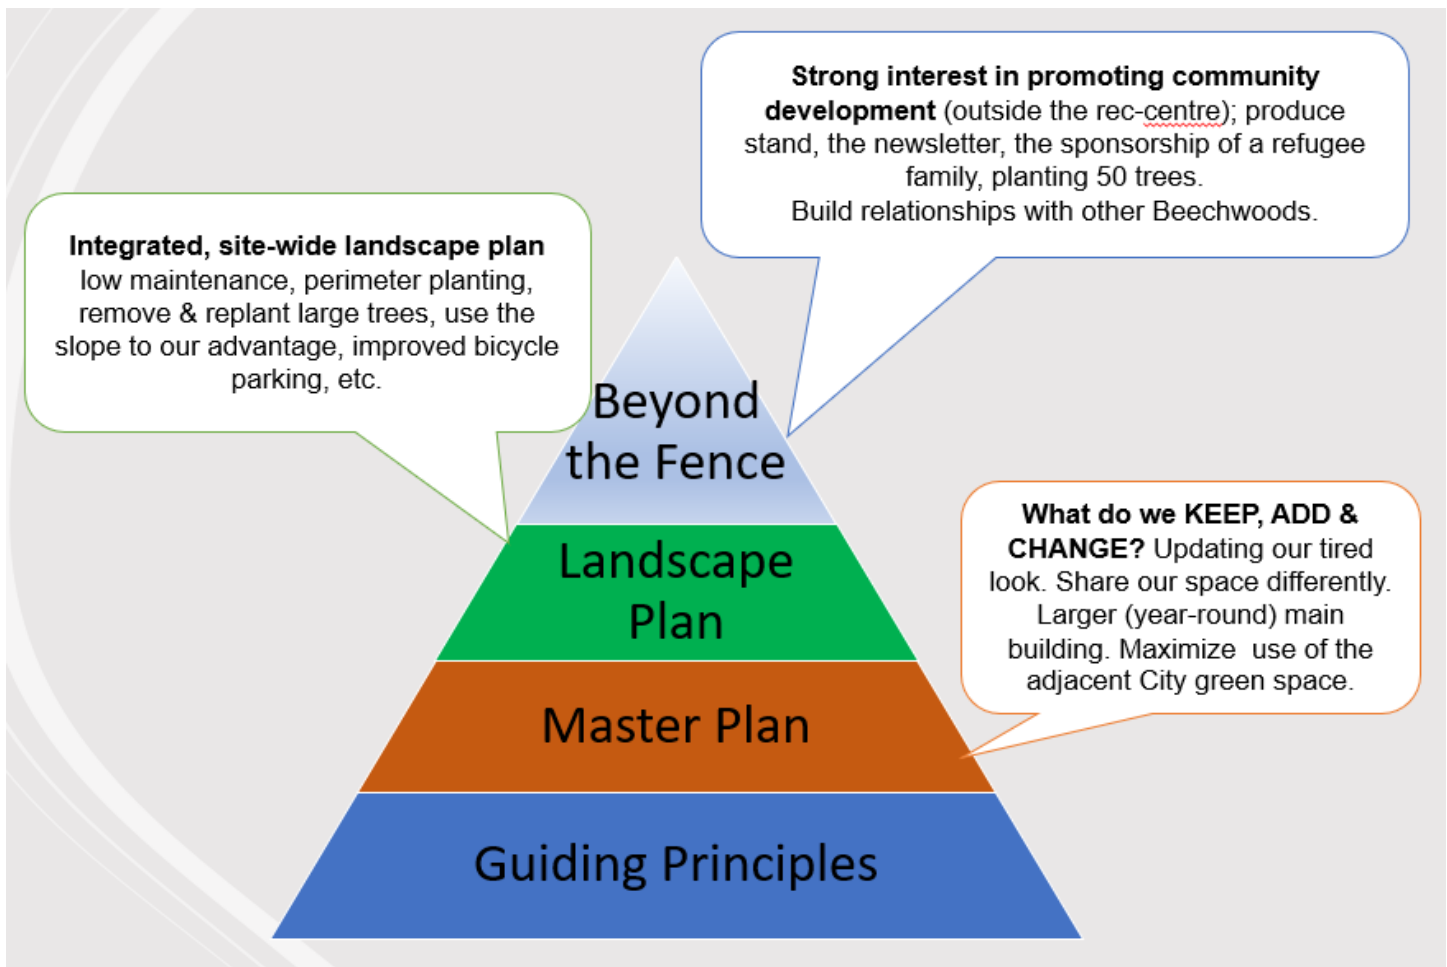 Strong interest in promoting community
development (outside the rec-centre); produce
stand, the newsletter, the sponsorship of a refugee
family, planting 50 trees.
Build relationships with other Beechwoods.
Integrated, site-wide landscape plan
low maintenance, perimeter planting,
remove & replant large trees, use the
slope to our advantage, improved bicycle
parking, etc.
Beyond
the Fence
What do we KEEP, ADD &
CHANGE? Updating our tired
look. Share our space differently.
Larger (year-round) main
building. Maximize  use of the
adjacent City green space.
Landscape
Plan
Master Plan
Guiding Principles